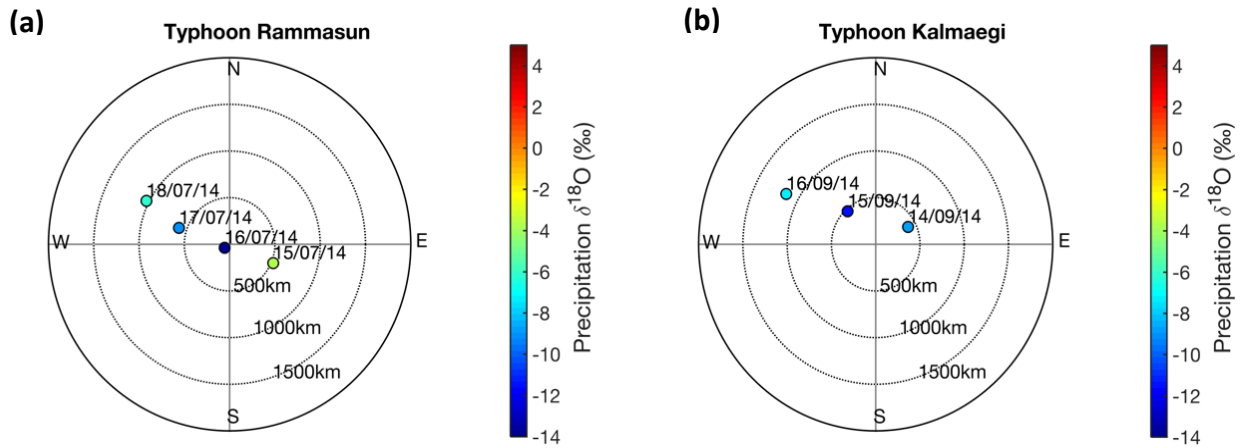 (a)
Typhoon Rammasun
N
W
E
S
18/07/14
17/07/14
16/07/14
15/07/14
500km
1000km
1500km
4
2
0
-2
-4
-6
-8
-10
-12
-14
Precipitation δ18O (‰)
(b)
Typhoon Kalmaegi
N
W
E
S
16/09/14
15/09/14
14/09/14
500km
1000km
1500km
4
2
0
-2
-4
-6
-8
-10
-12
-14
Precipitation δ18O (‰)